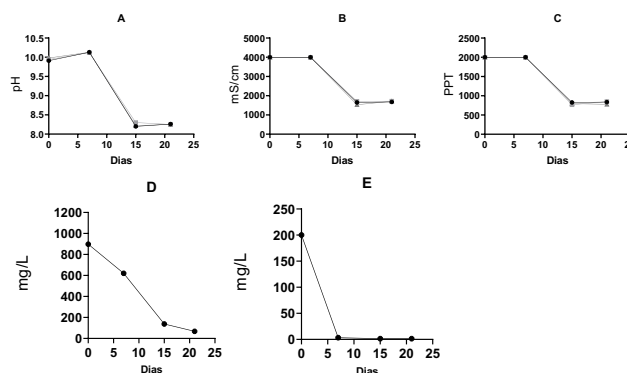 A
pH
10.5
10.0
9.5
9.0
8.5
8.0
0 5 10 15 20 25
Dias
B
mS/cm
5000
4000
3000
2000
1000
0
0 5 10 15 20 25
Dias
C
PPT
2500
2000
1500
1000
500
0
0 5 10 15 20 25
Dias
D
mg/L
1200
1000
800
600
400
200
0
0 5 10 15 20 25
Dias
E
mg/L
250
200
150
100
50
0
0 5 10 15 20 25
Dias